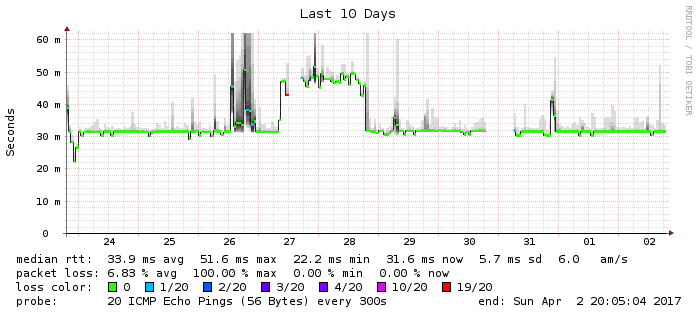 Last 10 Days
RRDTOOL / TOBI OETIKER
Seconds
60 m
50 m
40 m
30 m
20 m
10 m
0
24 25 26 27 28 29 30 31 01 02
median rtt: 33.9 ms avg 51.6 ms max 22.2 ms min 31.6 ms now 5.7 ms sd 6.0 am/s
packet loss: 6.83 % avg 100.00 % max 0.00 % min 0.00 % now
loss color: 0 1/20 2/20 3/20 4/20 10/20 19/20
probe: 20 ICMP Echo Pings (56 Bytes) every 300s end: Sun Apr 2 20:05:04 2017